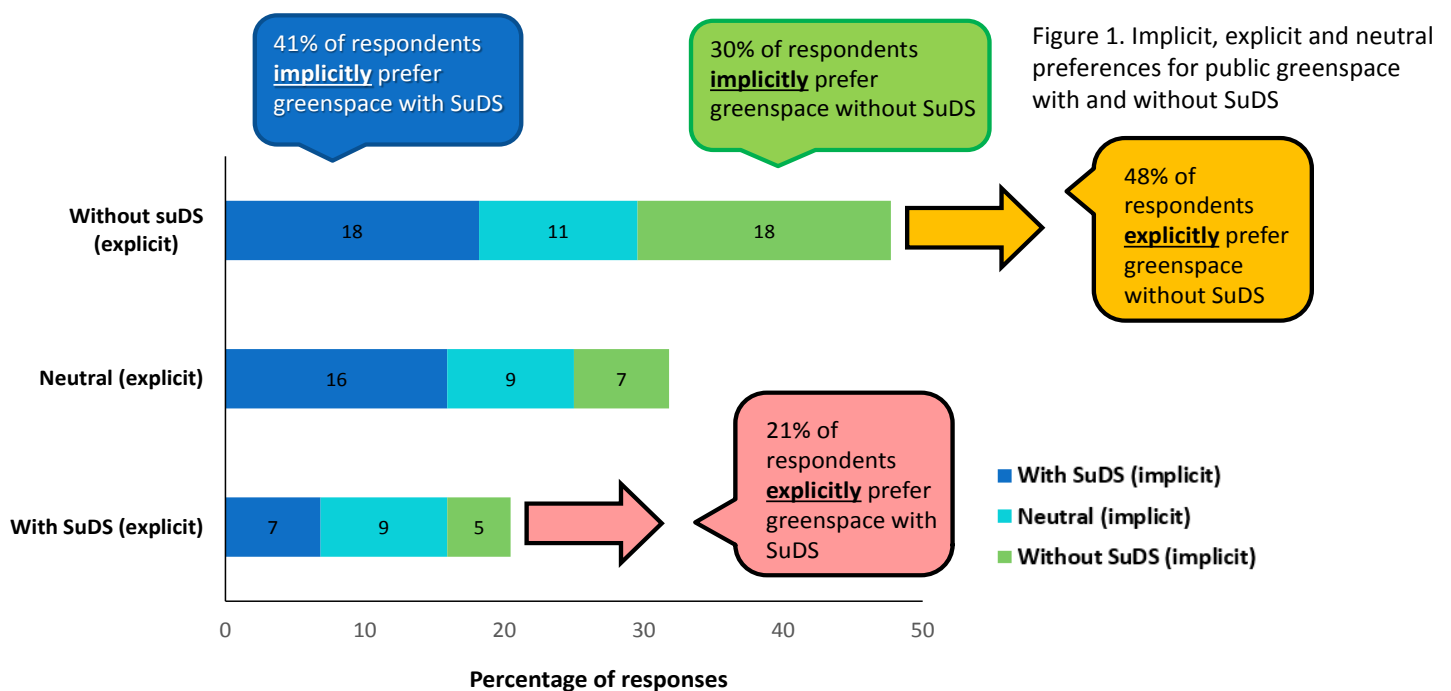 41% of respondents
implicitly prefer
greenspace with SuDS
30% of respondents
implicitly prefer
greenspace without SuDS
Figure 1. Implicit, explicit and neutral
preferences for public greenspace
with and without SuDS
48% of
respondents
explicitly prefer
greenspace
without SuDS
Without suDS
(explicit)
18
11
18
Neutral (explicit)
16
9
7
21% of
respondents
explicitly prefer
greenspace with
SuDS
With SuDS (explicit)
7
9
5
With SuDS (implicit)
Neutral (implicit)
Without SuDS (implicit)
0 10 20 30 40 50
Percentage of responses